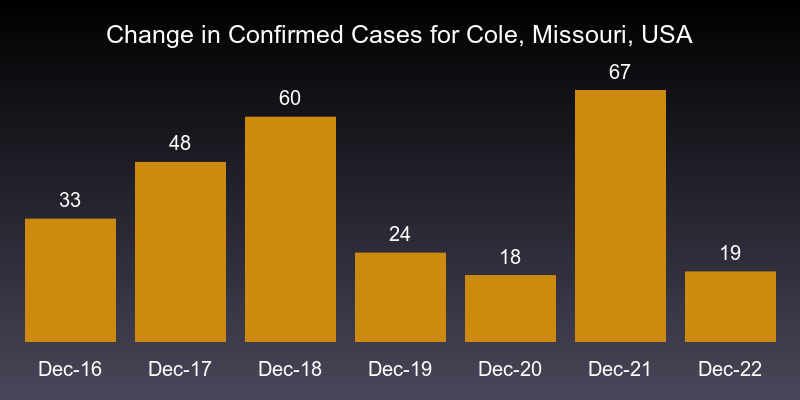 Change in Confirmed Cases for Cole, Missouri, USA
33
48
60
24
18
67
19
Dec-16
Dec-17
Dec-18
Dec-19
Dec-20
Dec-21
Dec-22